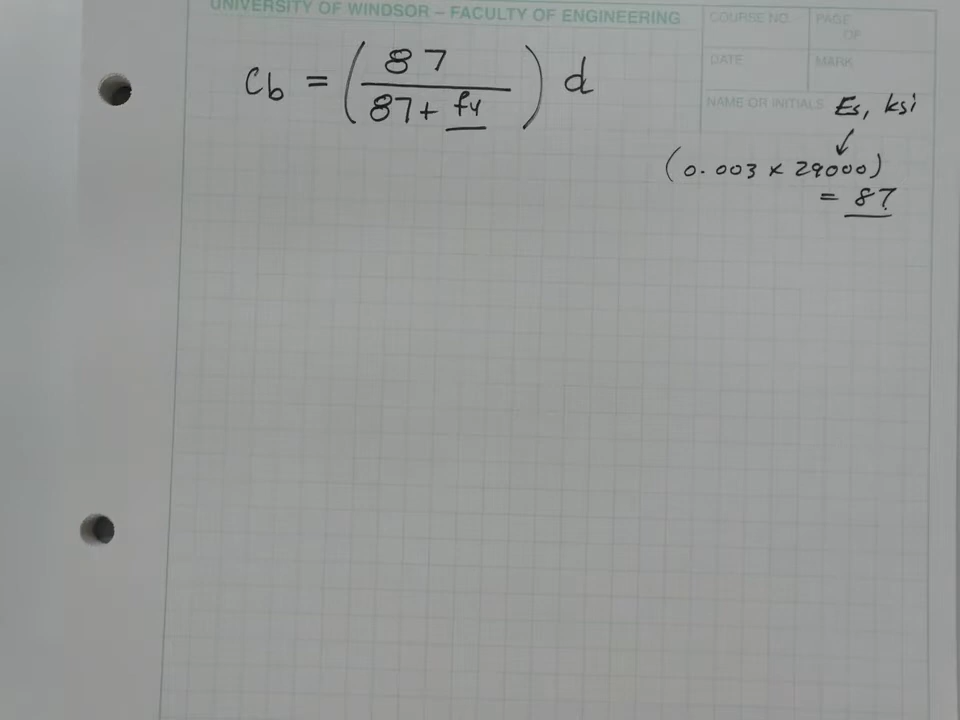 UNIVERSITY OF WINDSOR – FACULTY OF ENGINEERING
COURSE NO. PAGE
OF
DATE MARK
NAME OR INITIALS
Cb = (87 / 87 + fy) d
Es, ksi
(0.003 × 29000)
= 87